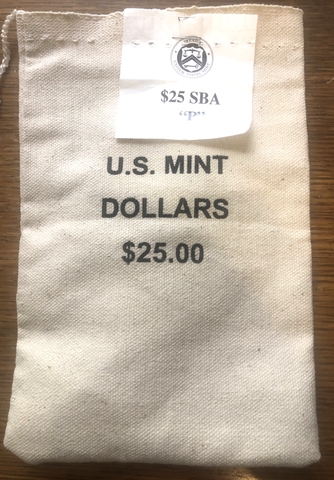 $25 SBA
"P"
U.S. MINT
DOLLARS
$25.00